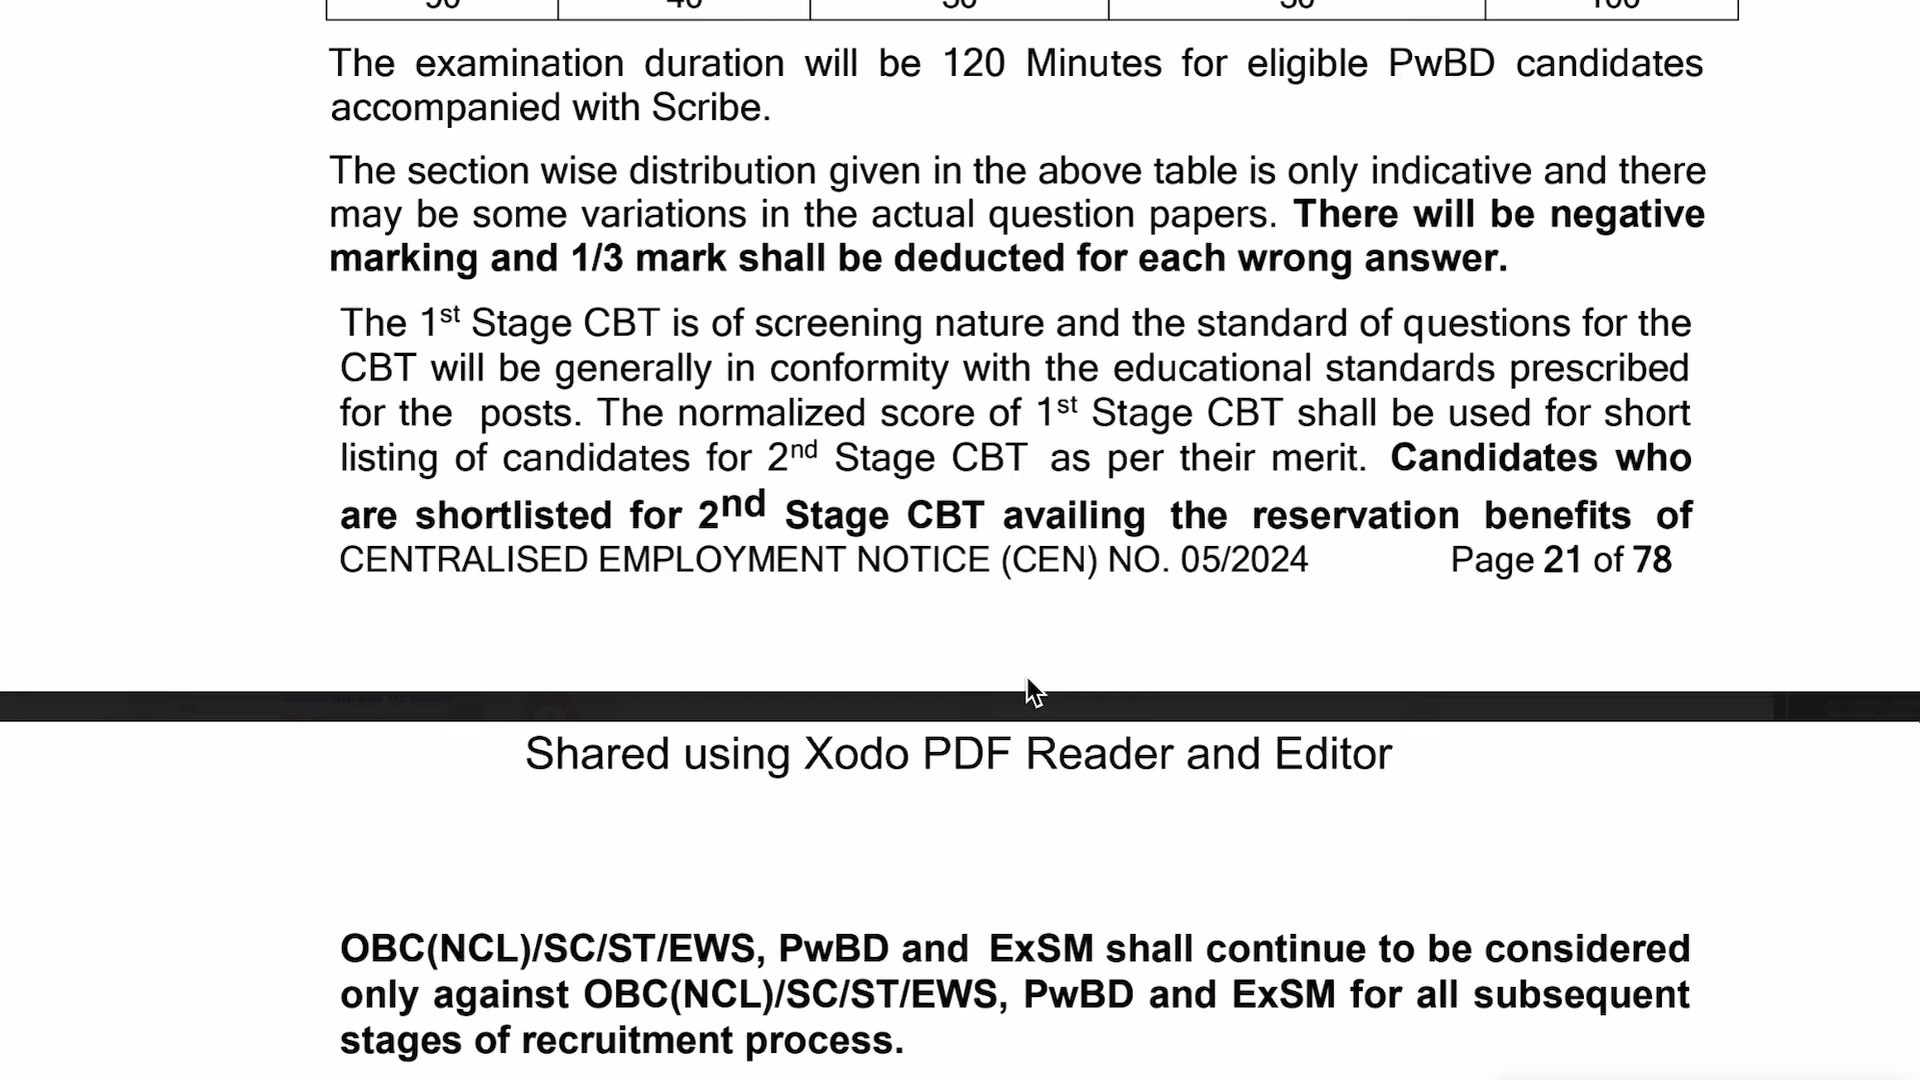 The examination duration will be 120 Minutes for eligible PwBD candidates
accompanied with Scribe.
The section wise distribution given in the above table is only indicative and there
may be some variations in the actual question papers. There will be negative
marking and 1/3 mark shall be deducted for each wrong answer.
The 1st Stage CBT is of screening nature and the standard of questions for the
CBT will be generally in conformity with the educational standards prescribed
for the posts. The normalized score of 1st Stage CBT shall be used for short
listing of candidates for 2nd Stage CBT as per their merit. Candidates who
are shortlisted for 2nd Stage CBT availing the reservation benefits of
CENTRALISED EMPLOYMENT NOTICE (CEN) NO. 05/2024 Page 21 of 78
Shared using Xodo PDF Reader and Editor
OBC(NCL)/SC/ST/EWS, PwBD and ExSM shall continue to be considered
only against OBC(NCL)/SC/ST/EWS, PwBD and ExSM for all subsequent
stages of recruitment process.